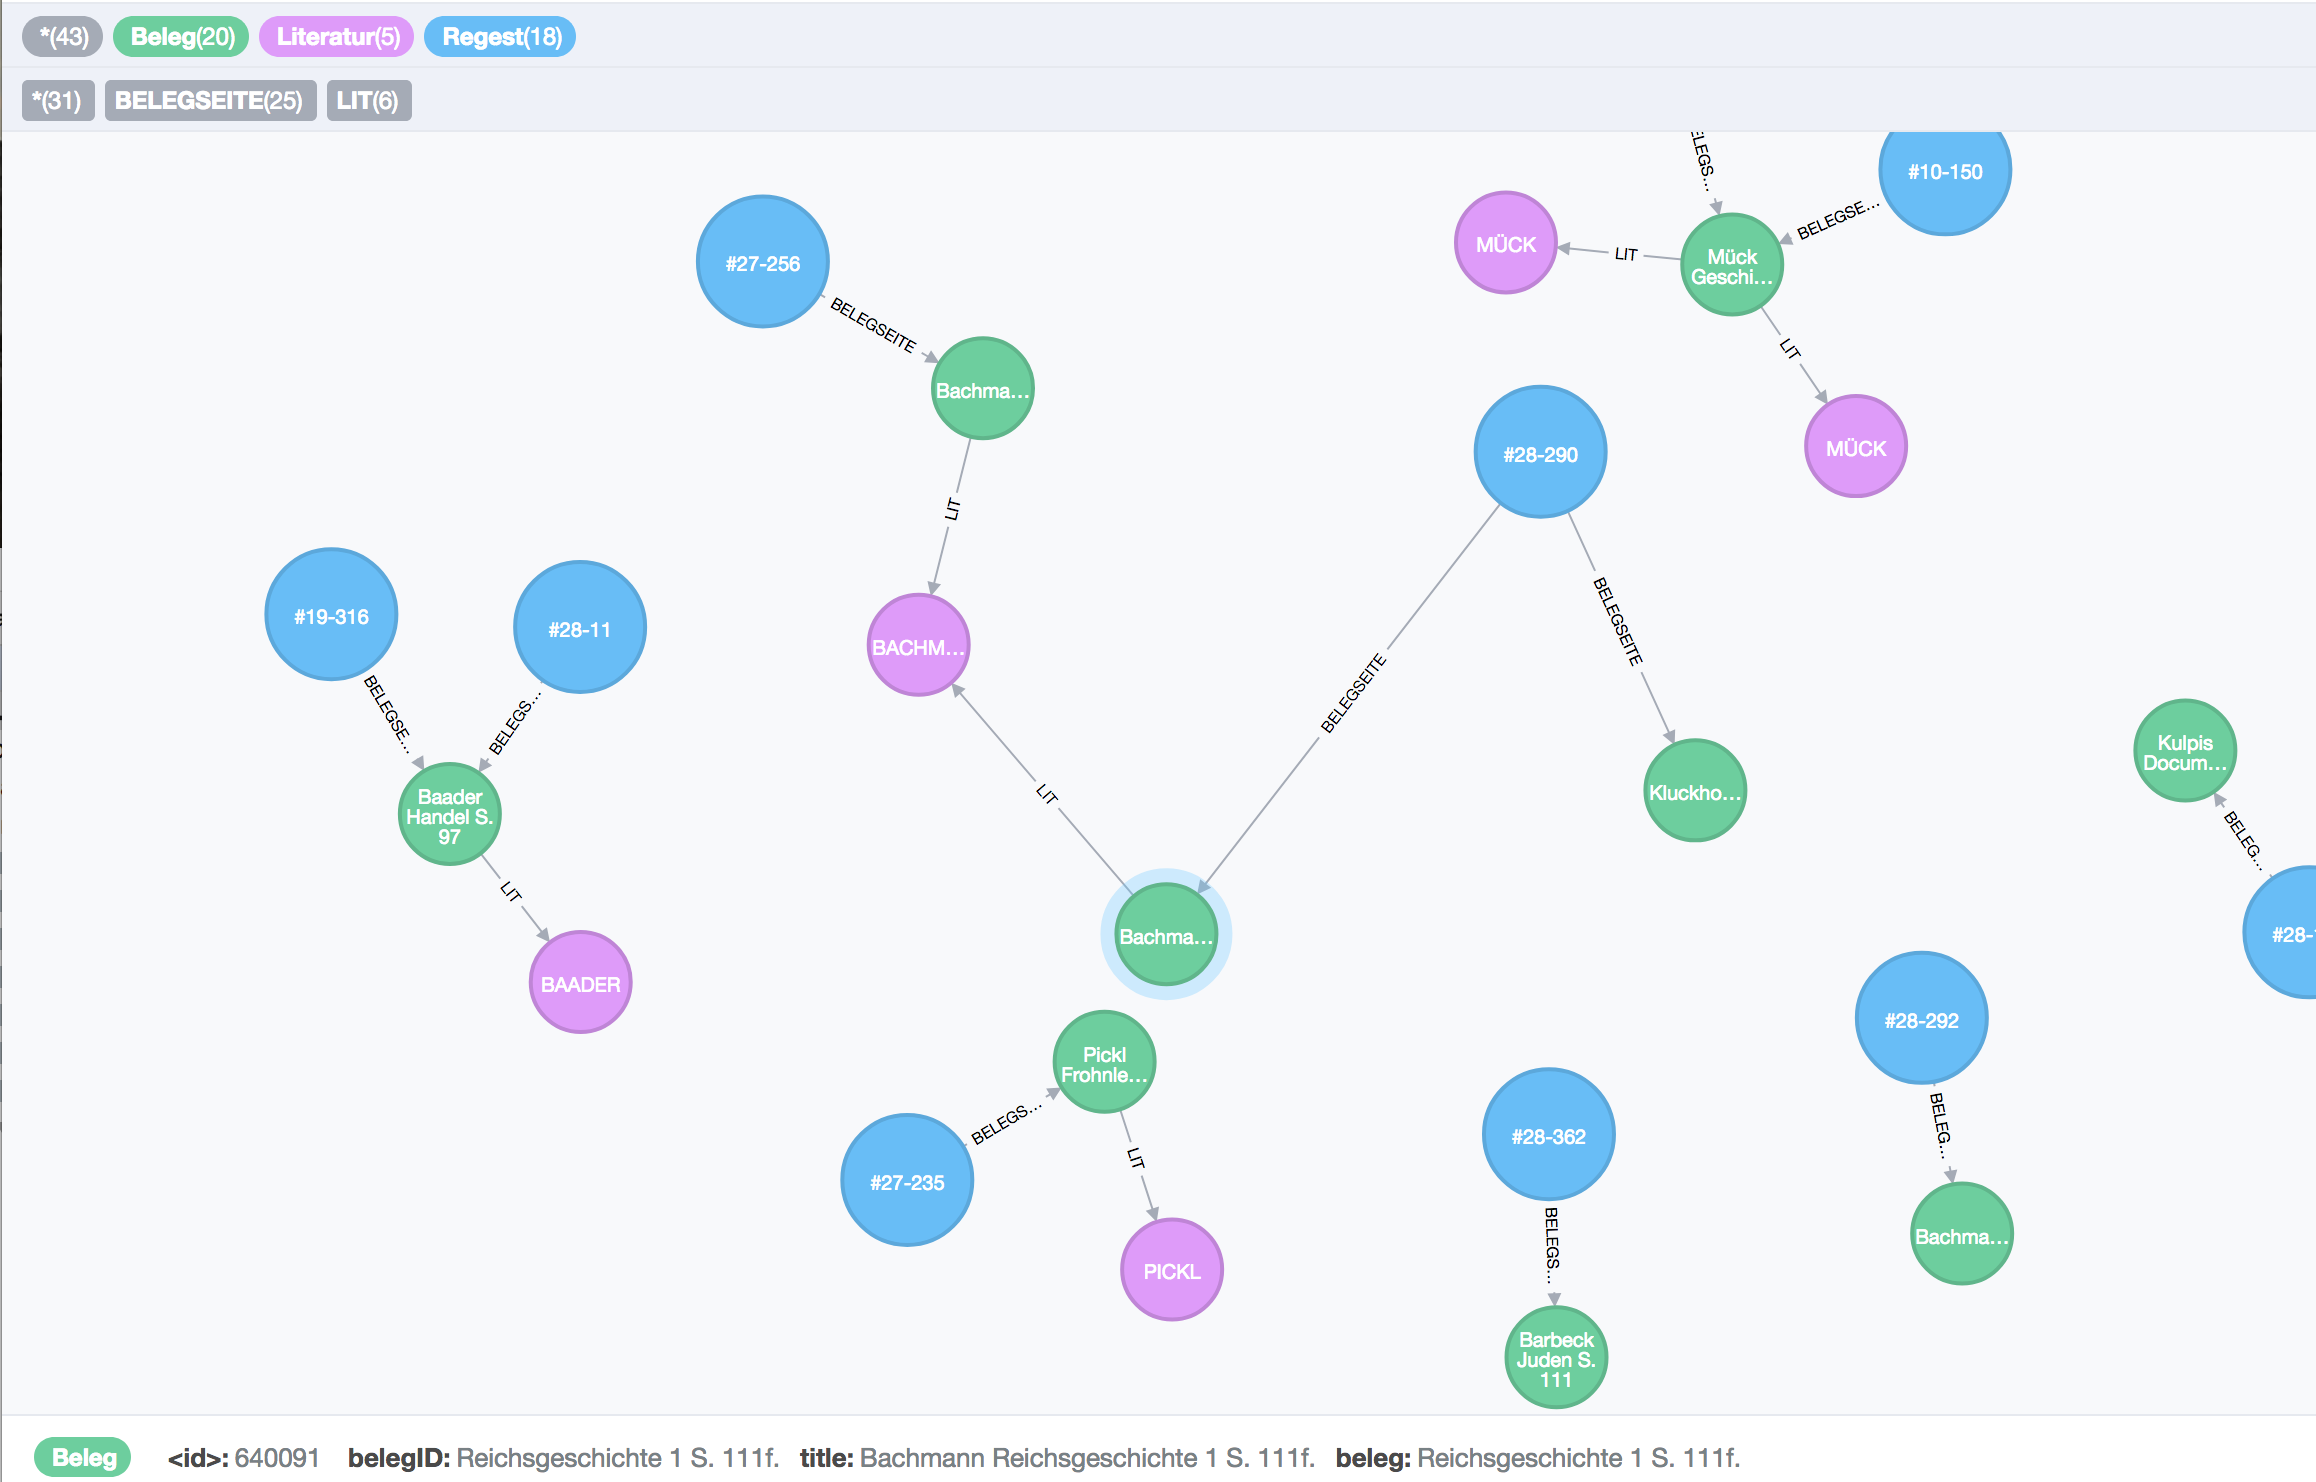 *(43) Beleg(20) Literatur(5) Regest(18)
*(31) BELEGSEITE(25) LIT(6)
ELEGS...
#10-150
BELEGSE...
MÜCK
LIT
Mück
Geschi...
LIT
MÜCK
#27-256
BELEGSEITE
Bachma...
LIT
BACHM...
#28-290
BELEGSEITE
BELEGSEITE
Kluckho...
LIT
Bachma...
#19-316
#28-11
BELEGSE...
BELEGS...
Baader
Handel S.
97
LIT
BAADER
Kulpis
Docum...
BELEG...
#28-
Pickl
Frohnle...
BELEGS...
#27-235
LIT
PICKL
#28-362
BELEGS...
Barbeck
Juden S.
111
#28-292
BELEG...
Bachma...
Beleg <id>: 640091 belegID: Reichsgeschichte 1 S. 111f. title: Bachmann Reichsgeschichte 1 S. 111f. beleg: Reichsgeschichte 1 S. 111f.